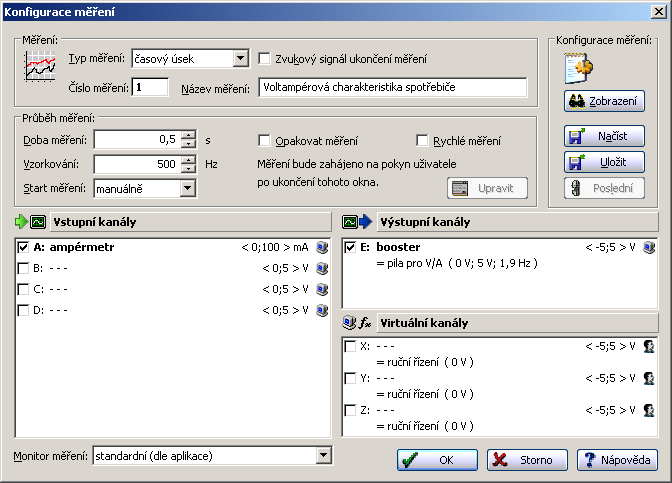 Konfigurace měření
Měření:
Typ měření: časový úsek
Zvukový signál ukončení měření
Číslo měření: 1
Název měření: Voltampérová charakteristika spotřebiče
Konfigurace měření:
Zobrazení
Načíst
Uložit
Poslední
Průběh měření:
Doba měření: 0,5 s
Opakovat měření
Rychlé měření
Vzorkování: 500 Hz
Měření bude zahájeno na pokyn uživatele
po ukončení tohoto okna.
Start měření: manuálně
Upravit
Vstupní kanály
A: ampérmetr < 0;100 > mA
B: - - - < 0;5 > V
C: - - - < 0;5 > V
D: - - - < 0;5 > V
Výstupní kanály
E: booster < -5;5 > V
= pila pro V/A ( 0 V; 5 V; 1,9 Hz )
fx Virtuální kanály
X: - - - < -5;5 > V
= ruční řízení ( 0 V )
Y: - - - < -5;5 > V
= ruční řízení ( 0 V )
Z: - - - < -5;5 > V
= ruční řízení ( 0 V )
Monitor měření: standardní (dle aplikace)
OK
Storno
? Nápověda